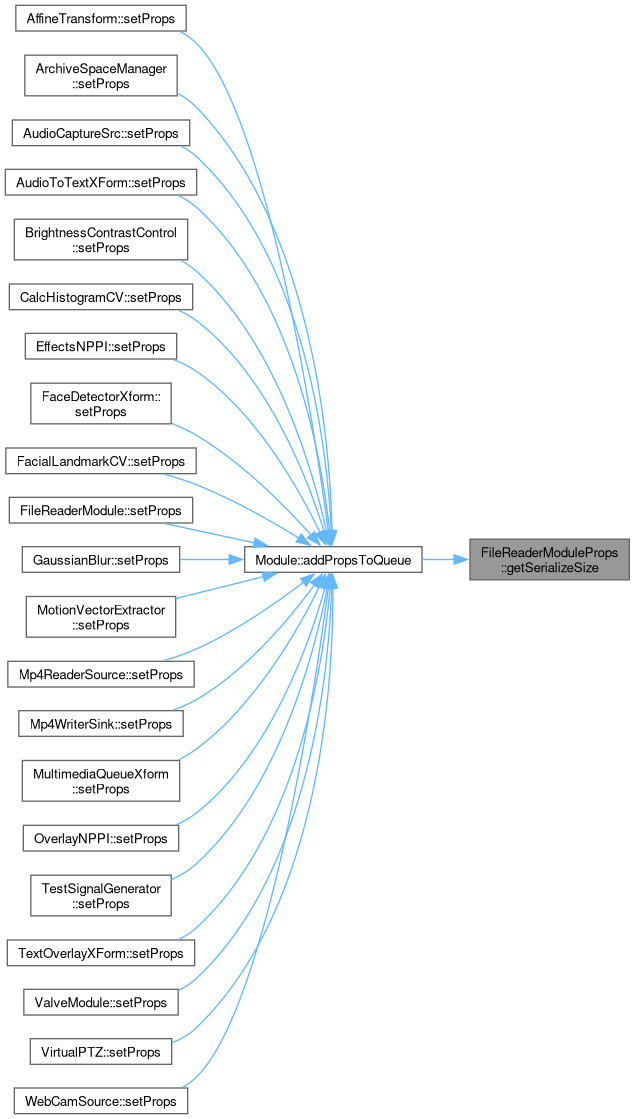 AffineTransform::setProps
ArchiveSpaceManager
::setProps
AudioCaptureSrc::setProps
AudioToTextXForm::setProps
BrightnessContrastControl
::setProps
CalcHistogramCV::setProps
EffectsNPPI::setProps
FaceDetectorXform::
setProps
FacialLandmarkCV::setProps
FileReaderModule::setProps
GaussianBlur::setProps
MotionVectorExtractor
::setProps
Mp4ReaderSource::setProps
Mp4WriterSink::setProps
MultimediaQueueXform
::setProps
OverlayNPPI::setProps
TestSignalGenerator
::setProps
TextOverlayXForm::setProps
ValveModule::setProps
VirtualPTZ::setProps
WebCamSource::setProps
Module::addPropsToQueue
FileReaderModuleProps
::getSerializeSize